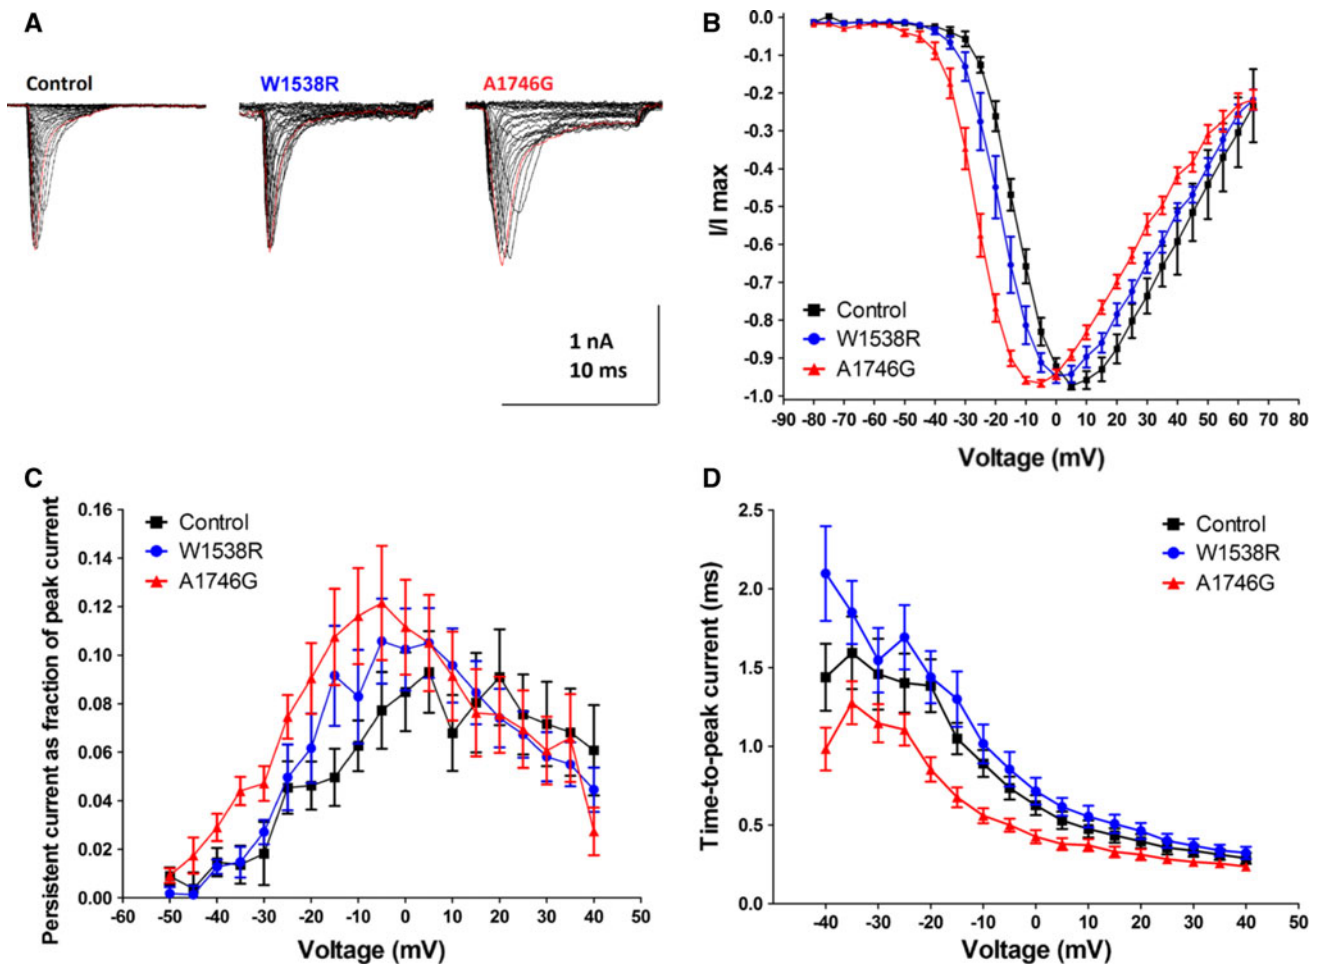 A
Control
W1538R
A1746G
1 nA
10 ms
B
0.0
-0.1
-0.2
-0.3
-0.4
-0.5
-0.6
-0.7
-0.8
-0.9
-1.0
I/I max
Control
W1538R
A1746G
-90 -80 -70 -60 -50 -40 -30 -20 -10 0 10 20 30 40 50 60 70 80
Voltage (mV)
C
Persistent current as fraction of peak current
0.16
0.14
0.12
0.10
0.08
0.06
0.04
0.02
0.00
Control
W1538R
A1746G
-60 -50 -40 -30 -20 -10 0 10 20 30 40 50
Voltage (mV)
D
Time-to-peak current (ms)
2.5
2.0
1.5
1.0
0.5
0.0
Control
W1538R
A1746G
-40 -30 -20 -10 0 10 20 30 40 50
Voltage (mV)